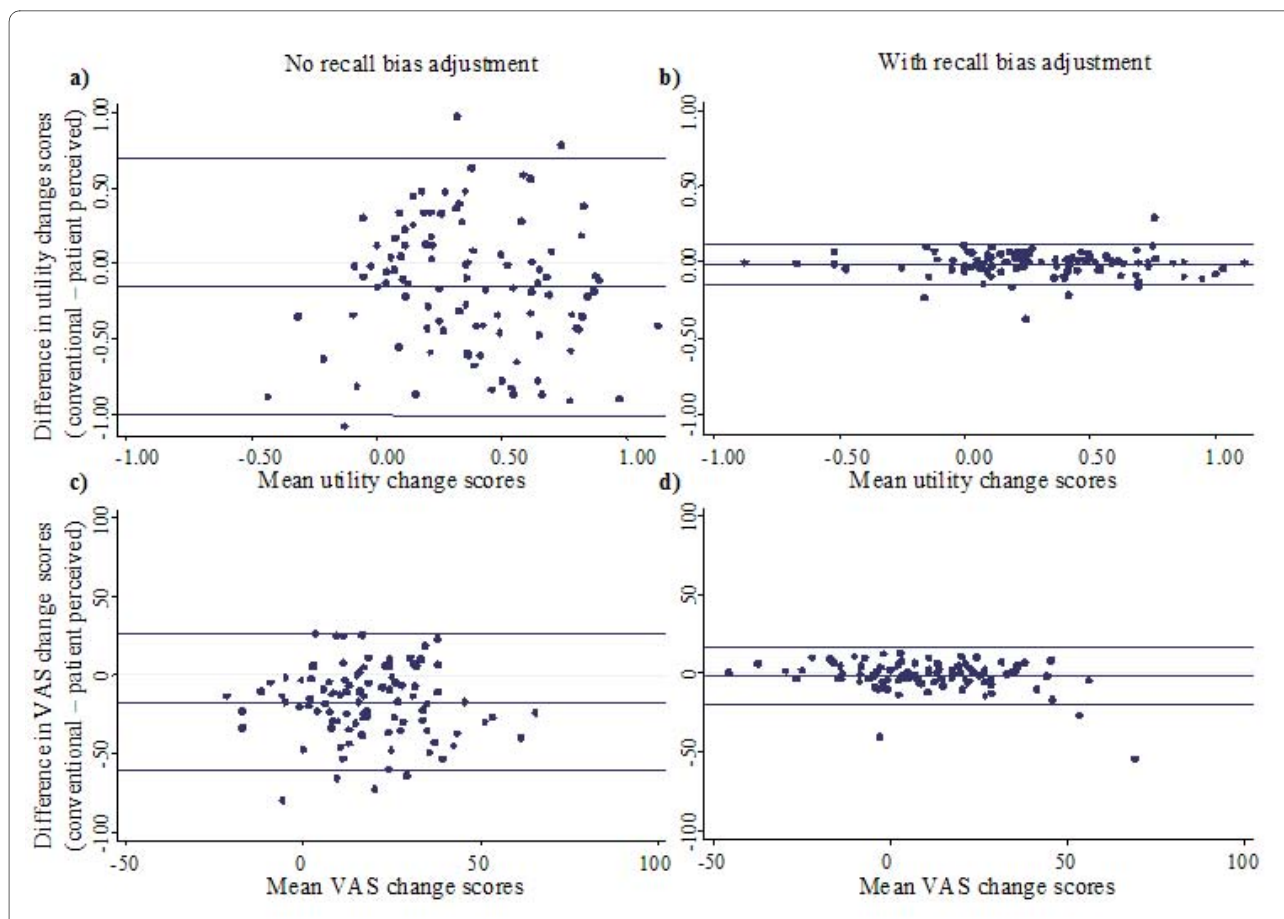 No recall bias adjustment
With recall bias adjustment
a)
b)
Difference in utility change scores
(conventional – patient perceived)
1.00
0.50
0.00
-0.50
-1.00
1.00
0.50
0.00
-0.50
-1.00
-1.00 -0.50 0.00 0.50 1.00
-1.00 -0.50 0.00 0.50 1.00
Mean utility change scores
Mean utility change scores
c)
d)
Difference in VAS change scores
(conventional – patient perceived)
100
50
0
-50
-100
100
50
0
-50
-100
-50 0 50 100
-50 0 50 100
Mean VAS change scores
Mean VAS change scores